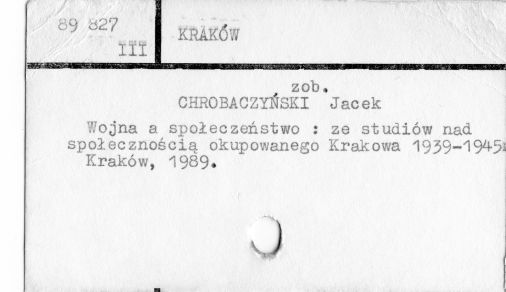 89 827
III
KRAKÓW
zob.
CHROBACZYŃSKI Jacek
Wojna a społeczeństwo : ze studiów nad
społecznością okupowanego Krakowa 1939-1945.
Kraków, 1989.